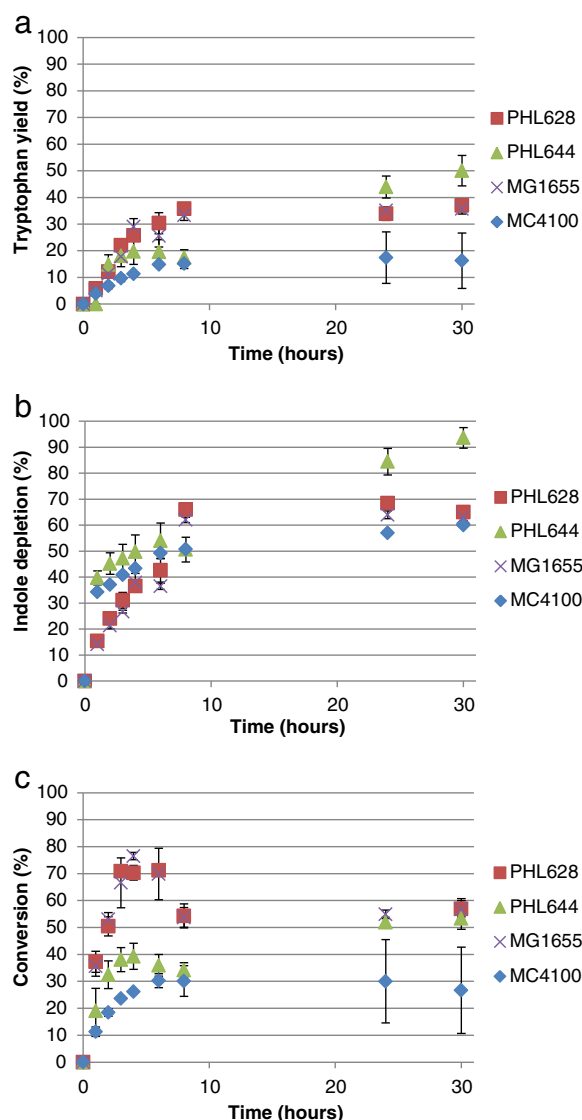 a
Tryptophan yield (%)
100
90
80
70
60
50
40
30
20
10
0
0 10 20 30
Time (hours)
PHL628
PHL644
MG1655
MC4100
b
Indole depletion (%)
100
90
80
70
60
50
40
30
20
10
0
0 10 20 30
Time (hours)
PHL628
PHL644
MG1655
MC4100
c
Conversion (%)
100
90
80
70
60
50
40
30
20
10
0
0 10 20 30
Time (hours)
PHL628
PHL644
MG1655
MC4100